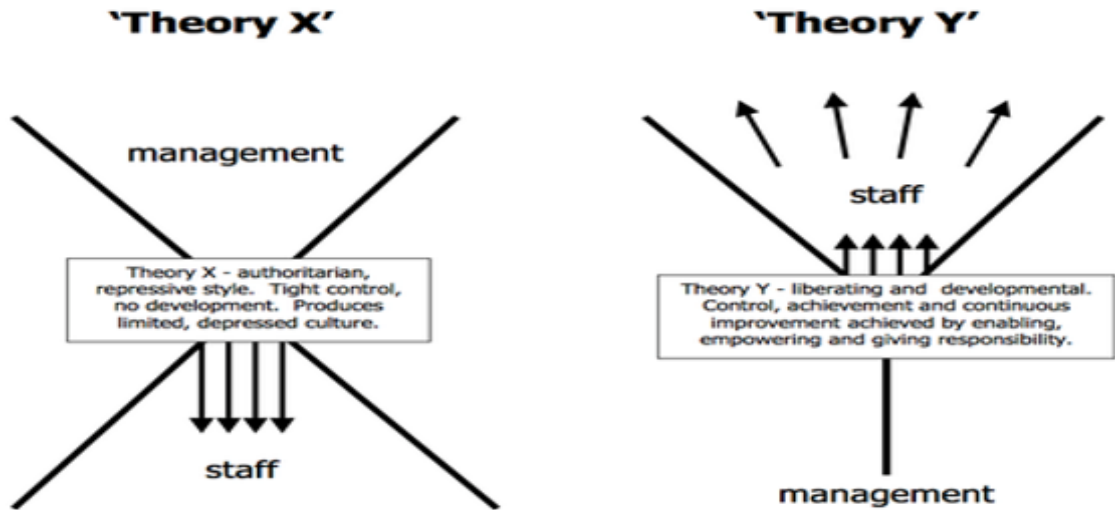 ‘Theory X’
management
Theory X - authoritarian,
repressive style. Tight control,
no development. Produces
limited, depressed culture.
staff
‘Theory Y’
staff
Theory Y - liberating and developmental.
Control, achievement and continuous
improvement achieved by enabling,
empowering and giving responsibility.
management